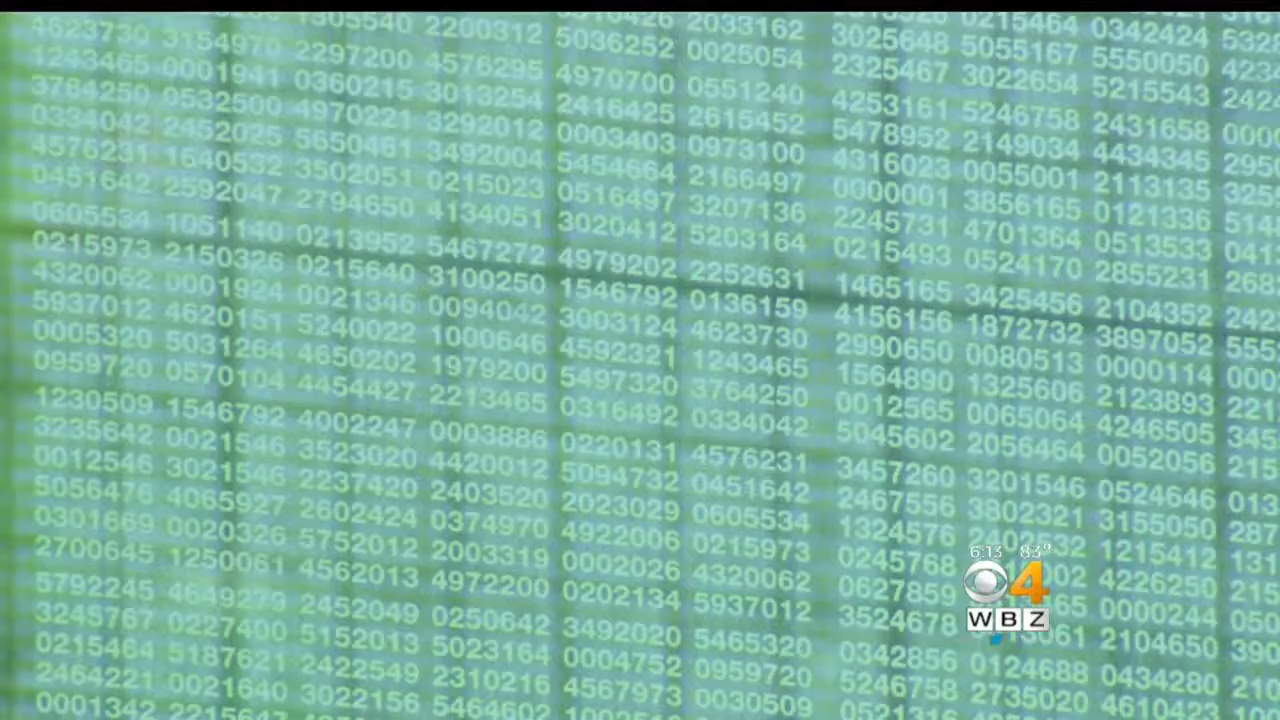 4623730 3154970 2297200 4576295 5036252 0025054 3025648 5055167 5550050
1243465 0001941 0360215 3013254 4970700 0551240 2325467 3022654 5215543
3784250 0532500 4970221 3292012 2416425 2615452 4253161 5246758 2431658
0334042 2452025 5650461 3492004 0003403 0973100 5478952 2149034 4434345
4576231 1640532 3502051 0215023 5454664 2166497 4316023 0055001 2113135
0451642 2592047 2794650 4134051 0516497 3207136 0000001 3856165 0121336
0605534 1061140 0213952 5467272 3020412 5203164 2245731 4701364 0513533
0215973 2150326 0215640 3100250 4979202 2252631 0215493 0524170 2855231
4320062 0001924 0021346 0094042 1546792 0136159 1465165 3425456 2104352
5937012 4620151 5240022 1000646 3003124 4623730 4156156 1872732 3897052
0005320 5031264 4650202 1979200 4592321 1243465 2990650 0080513 0000114
0959720 0570104 4454427 2213465 5497320 3764250 1564890 1325606 2123893
1230509 1546792 4002247 0003886 0316492 0334042 0012565 0065064 4246505
3235642 0021546 3523020 4420012 0220131 4576231 5045602 2056464 0052056
0012546 3021546 2237420 2403520 5094732 0451642 3457260 3201546 0524646
5056476 4065927 2602424 0374970 2023029 0605534 2467556 3802321 3155050
0301669 0020326 5752012 2003319 4922006 0215973 1324576 1215412
2700645 1250061 4562013 4972200 0002026 4320062 0245768 4226250
5792245 0202134 5937012 0627859 0000244
3245787 5023164 3492020 5465320 3524678 2104650
0215464 5187621 2422549 2310216 0004752 0959720 0342856 0124688 0434280
2464221 0021640 3022156 5464602 4567973 0030509 5246758 2735020 4610423
0001342
6:13 83°
4
WBZ